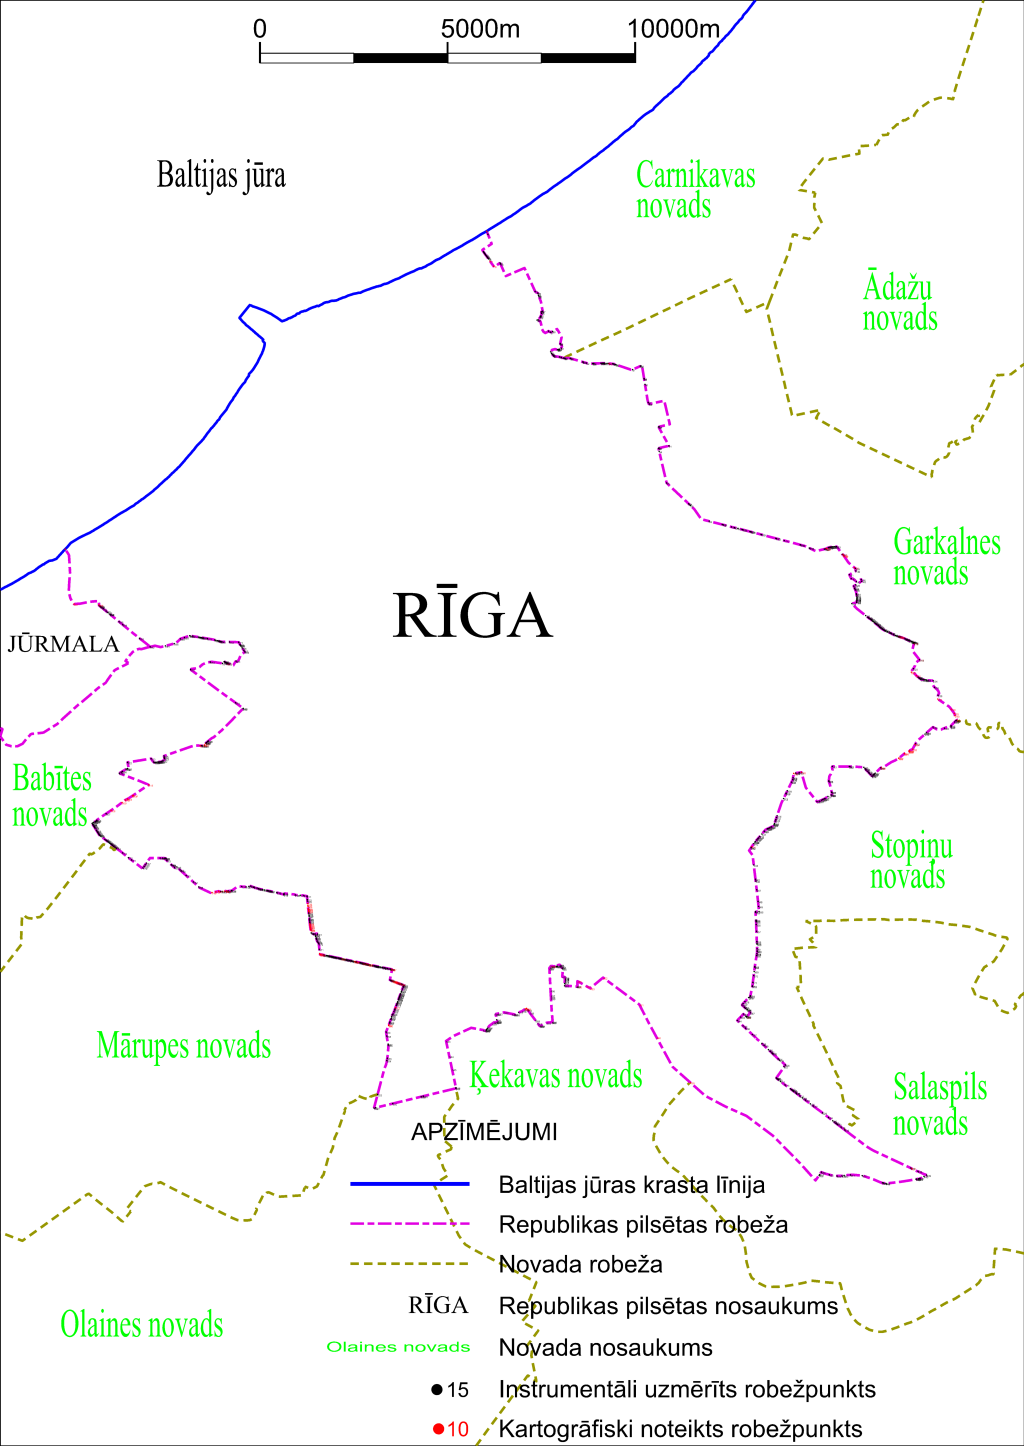 0 5000m 10000m
Baltijas jūra
Carnikavas
novads
Ādažu
novads
Garkalnes
novads
RĪGA
JŪRMALA
Babītes
novads
Stopiņu
novads
Mārupes novads
Ķekavas novads
Salaspils
novads
Olaines novads
APZĪMĒJUMI
Baltijas jūras krasta līnija
Republikas pilsētas robeža
Novada robeža
RĪGA Republikas pilsētas nosaukums
Olaines novads Novada nosaukums
15 Instrumentāli uzmērīts robežpunkts
10 Kartogrāfiski noteikts robežpunkts